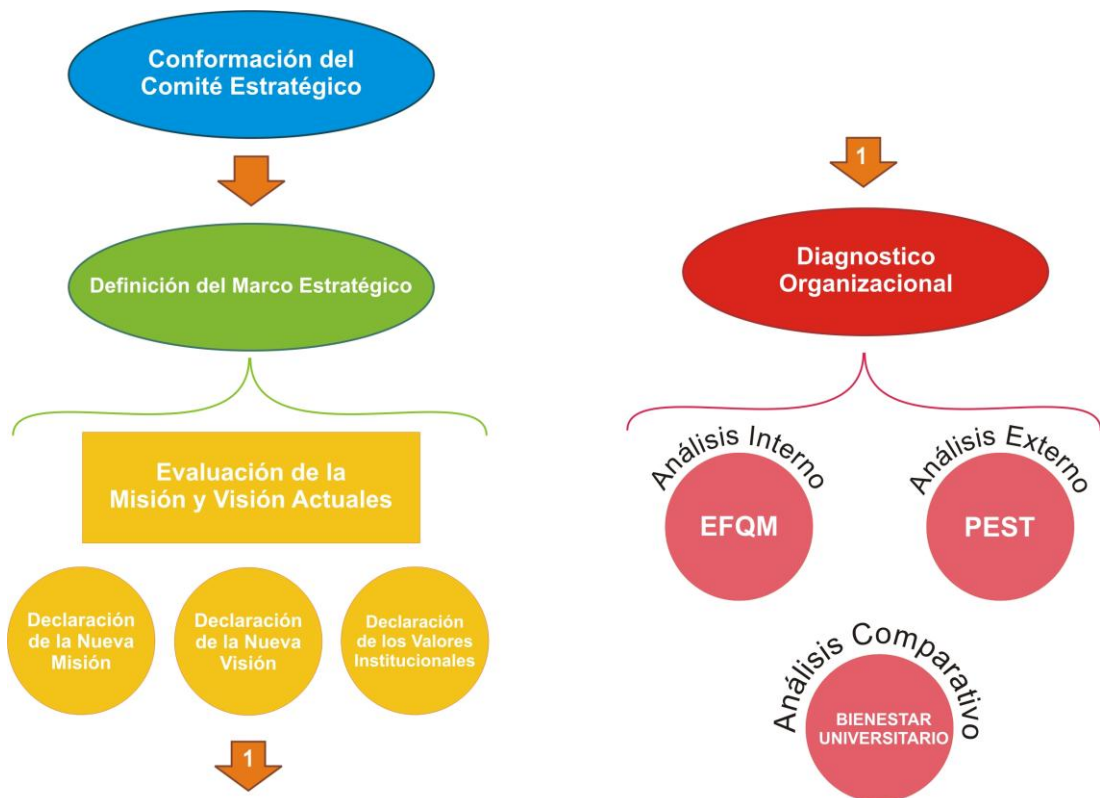 Conformación del
Comité Estratégico
Definición del Marco Estratégico
Evaluación de la
Misión y Visión Actuales
Declaración
de la Nueva
Misión
Declaración
de la Nueva
Visión
Declaración
de los Valores
Institucionales
1
1
Diagnostico
Organizacional
Análisis Interno
EFQM
Análisis Externo
PEST
Análisis Comparativo
BIENESTAR
UNIVERSITARIO